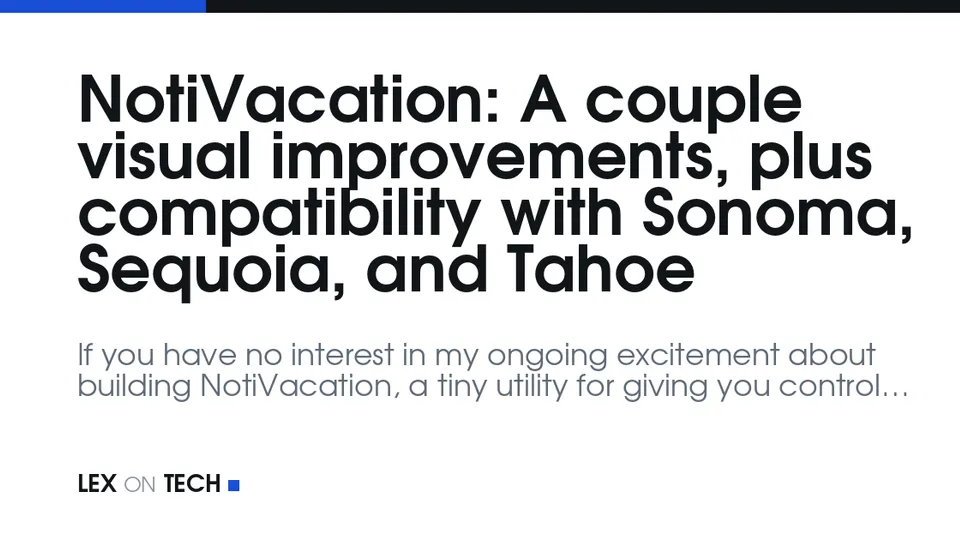 NotiVacation: A couple
visual improvements, plus
compatibility with Sonoma,
Sequoia, and Tahoe
If you have no interest in my ongoing excitement about
building NotiVacation, a tiny utility for giving you control…
LEX ON TECH